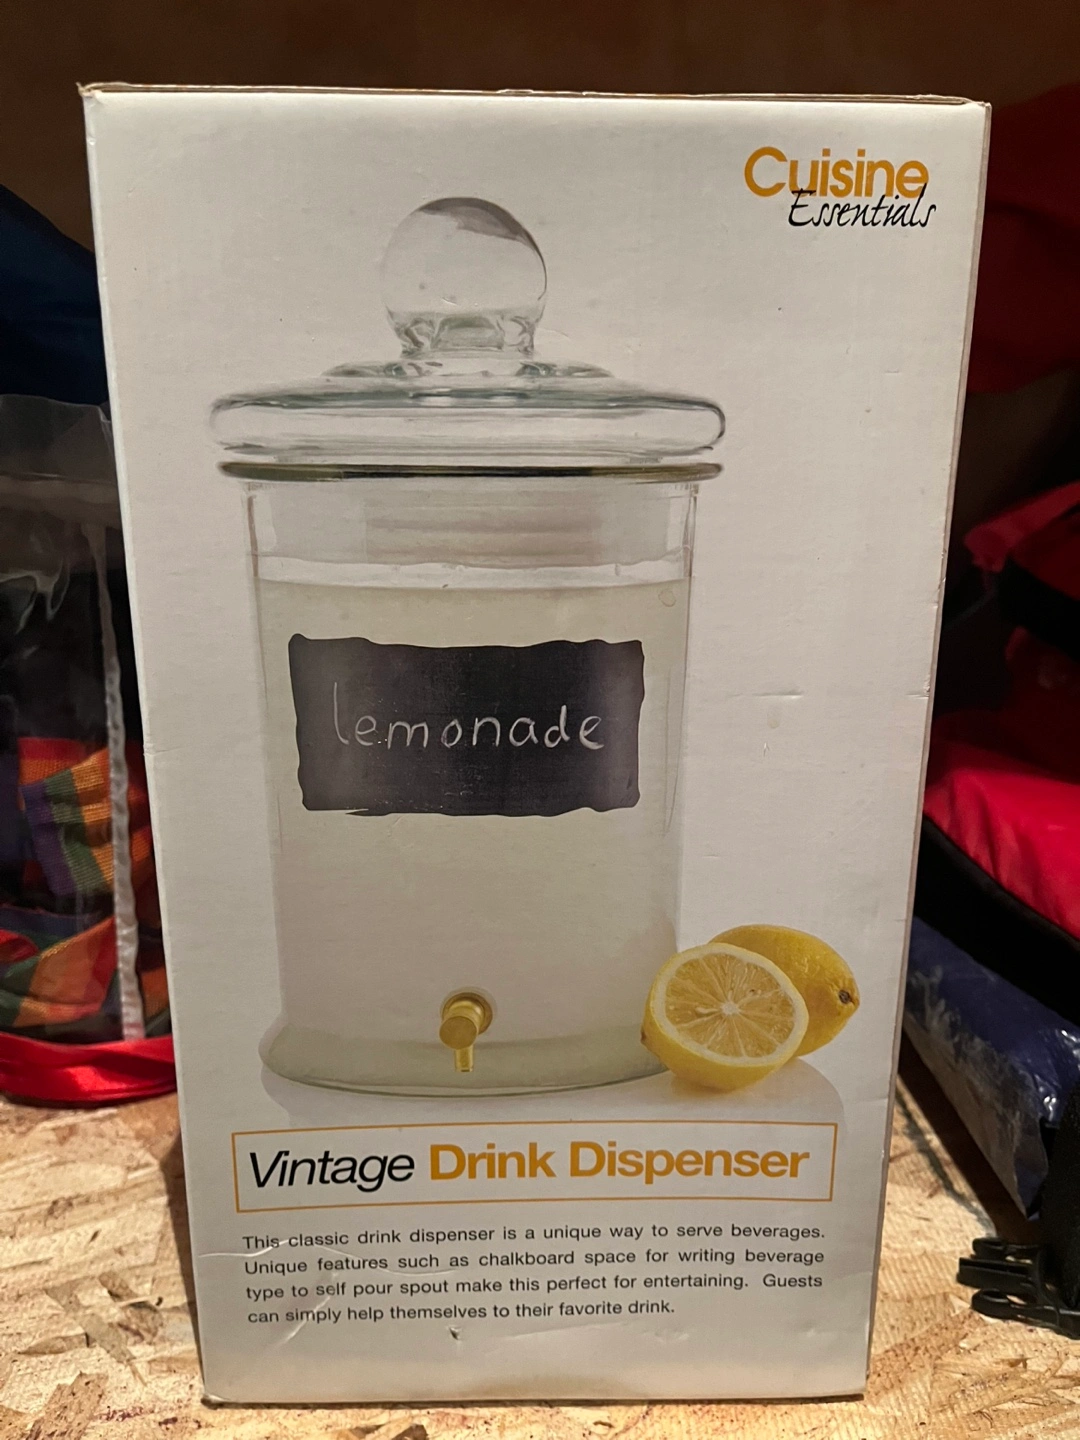 Cuisine
Essentials
lemonade
Vintage Drink Dispenser
This classic drink dispenser is a unique way to serve beverages.
Unique features such as chalkboard space for writing beverage
type to self pour spout make this perfect for entertaining. Guests
can simply help themselves to their favorite drink.